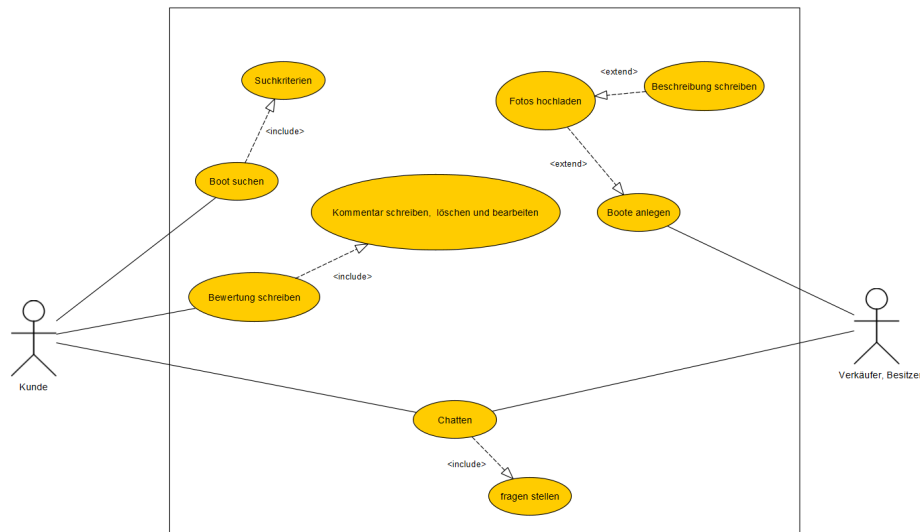 Suchkriterien
<extend>
Beschreibung schreiben
Fotos hochladen
<include>
<extend>
Boot suchen
Kommentar schreiben, löschen und bearbeiten
Boote anlegen
<include>
Bewertung schreiben
Kunde
Verkäufer, Besitzer
Chatten
<include>
fragen stellen